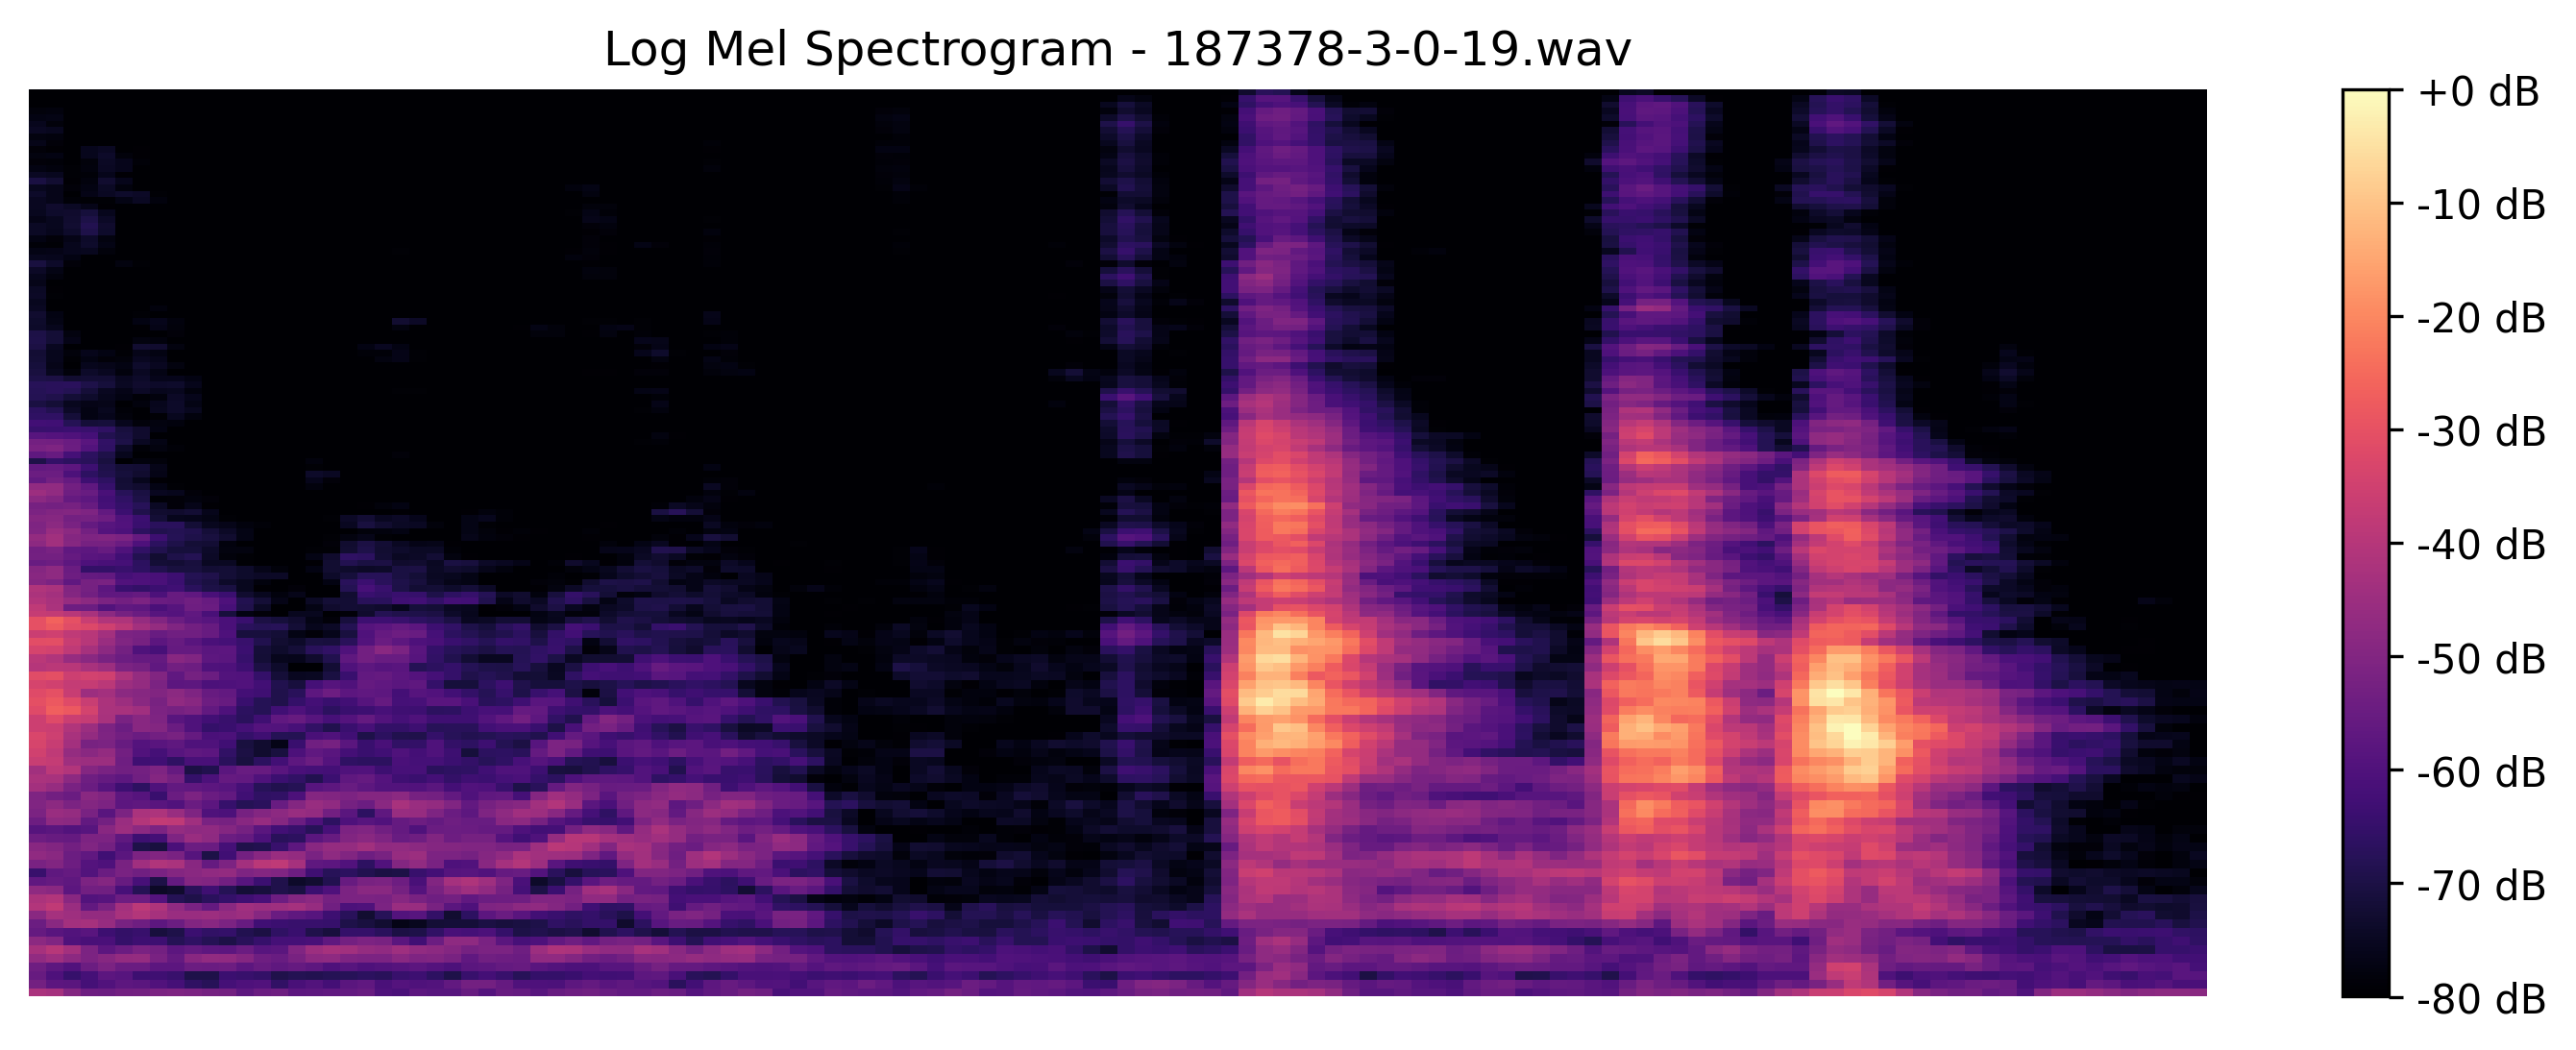 Log Mel Spectrogram - 187378-3-0-19.wav
+0 dB
-10 dB
-20 dB
-30 dB
-40 dB
-50 dB
-60 dB
-70 dB
-80 dB